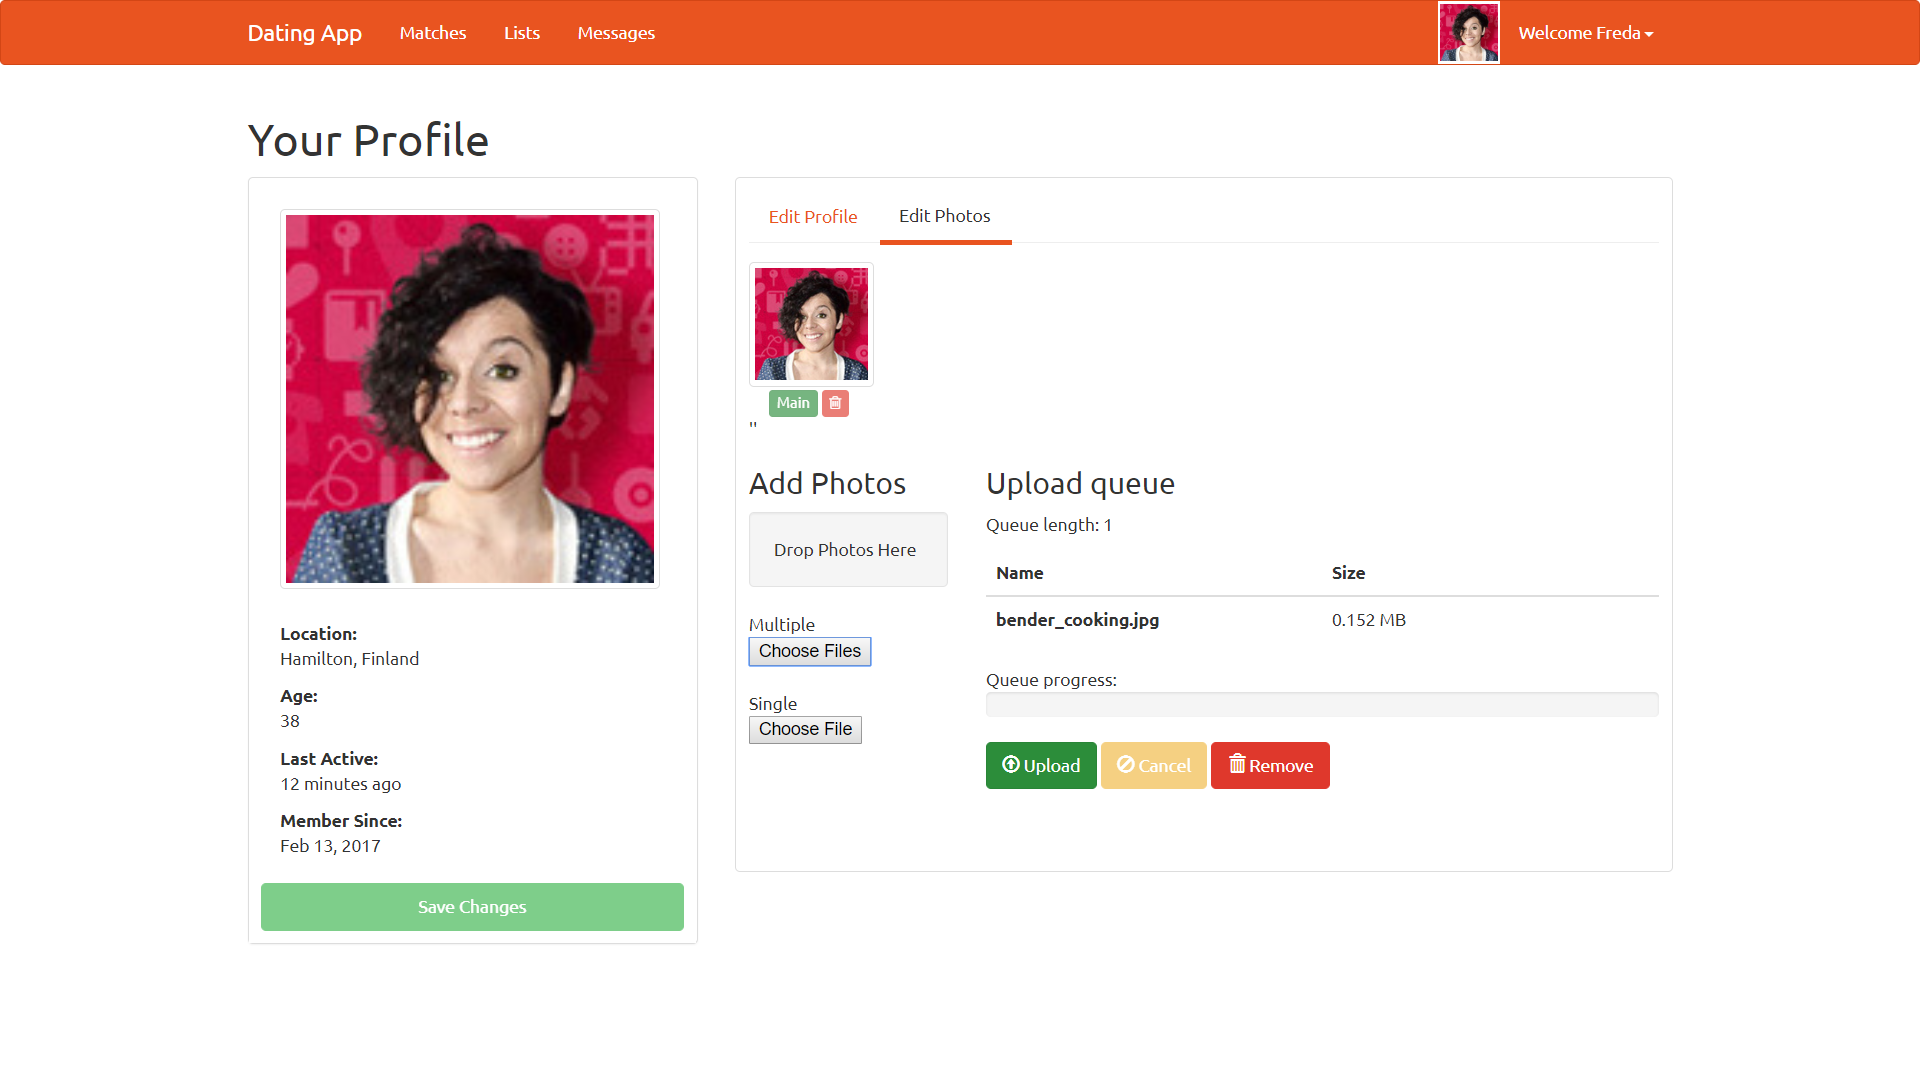 Dating App Matches Lists Messages Welcome Freda
Your Profile
Location:
Hamilton, Finland
Age:
38
Last Active:
12 minutes ago
Member Since:
Feb 13, 2017
Save Changes
Edit Profile Edit Photos
Main
''
Add Photos
Drop Photos Here
Multiple
Choose Files
Single
Choose File
Upload queue
Queue length: 1
Name Size
bender_cooking.jpg 0.152 MB
Queue progress:
Upload Cancel Remove